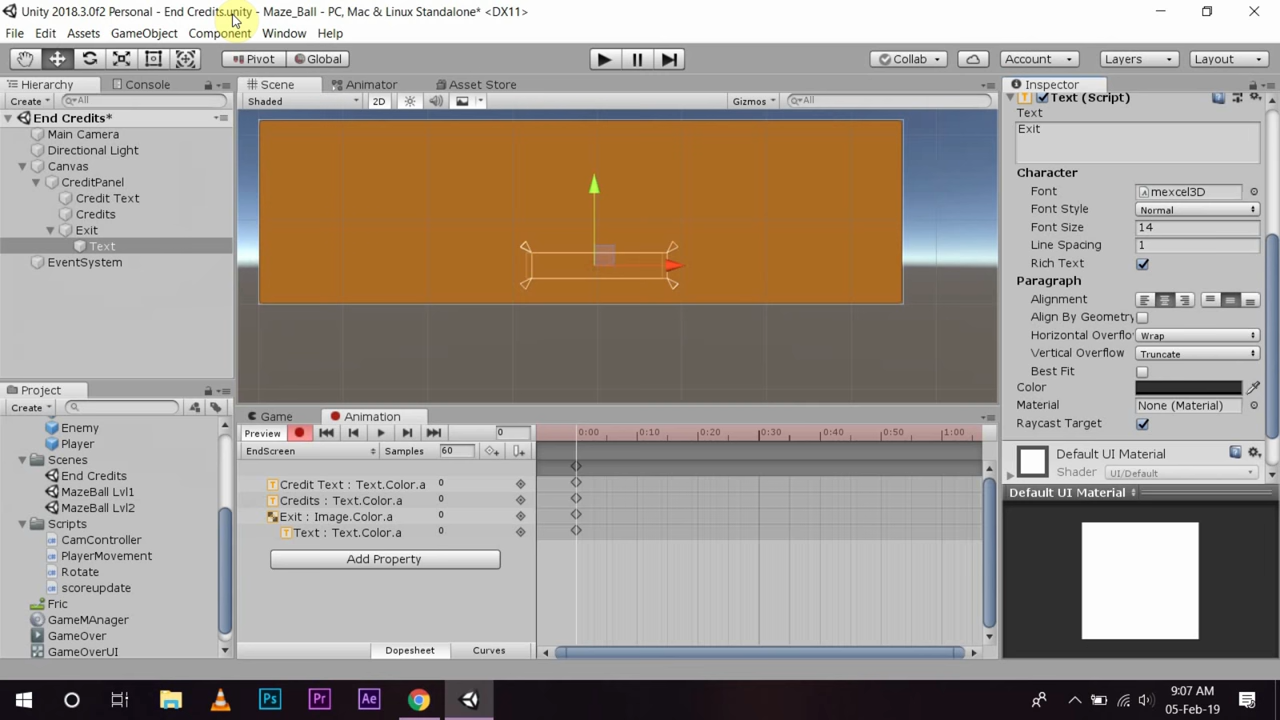 Unity 2018.3.0f2 Personal - End Credits.unity - Maze_Ball - PC, Mac & Linux Standalone* <DX11>
File Edit Assets GameObject Component Window Help
Pivot Global Collab Account Layers Layout
Hierarchy Console Scene Animator Asset Store Inspector
Create All Shaded 2D Gizmos All Text (Script)
Text
Exit
End Credits*
Main Camera
Directional Light
Canvas
CreditPanel
Credit Text
Credits
Exit
Text
EventSystem
Character
Font mexcel3D
Font Style Normal
Font Size 14
Line Spacing 1
Rich Text
Paragraph
Alignment
Align By Geometry
Horizontal Overflo Wrap
Vertical Overflow Truncate
Best Fit
Color
Material None (Material)
Raycast Target
Default UI Material
Shader UI/Default
Default UI Material
Project
Create
Enemy
Player
Scenes
End Credits
MazeBall Lvl1
MazeBall Lvl2
Scripts
CamController
PlayerMovement
Rotate
scoreupdate
Fric
GameMAnager
GameOver
GameOverUI
Game Animation
Preview 0 0:00 0:10 0:20 0:30 0:40 0:50 1:00
EndScreen Samples 60
Credit Text : Text.Color.a 0
Credits : Text.Color.a 0
Exit : Image.Color.a 0
Text : Text.Color.a 0
Add Property
Dopesheet Curves
Ps Pr Ae
9:07 AM
05-Feb-19